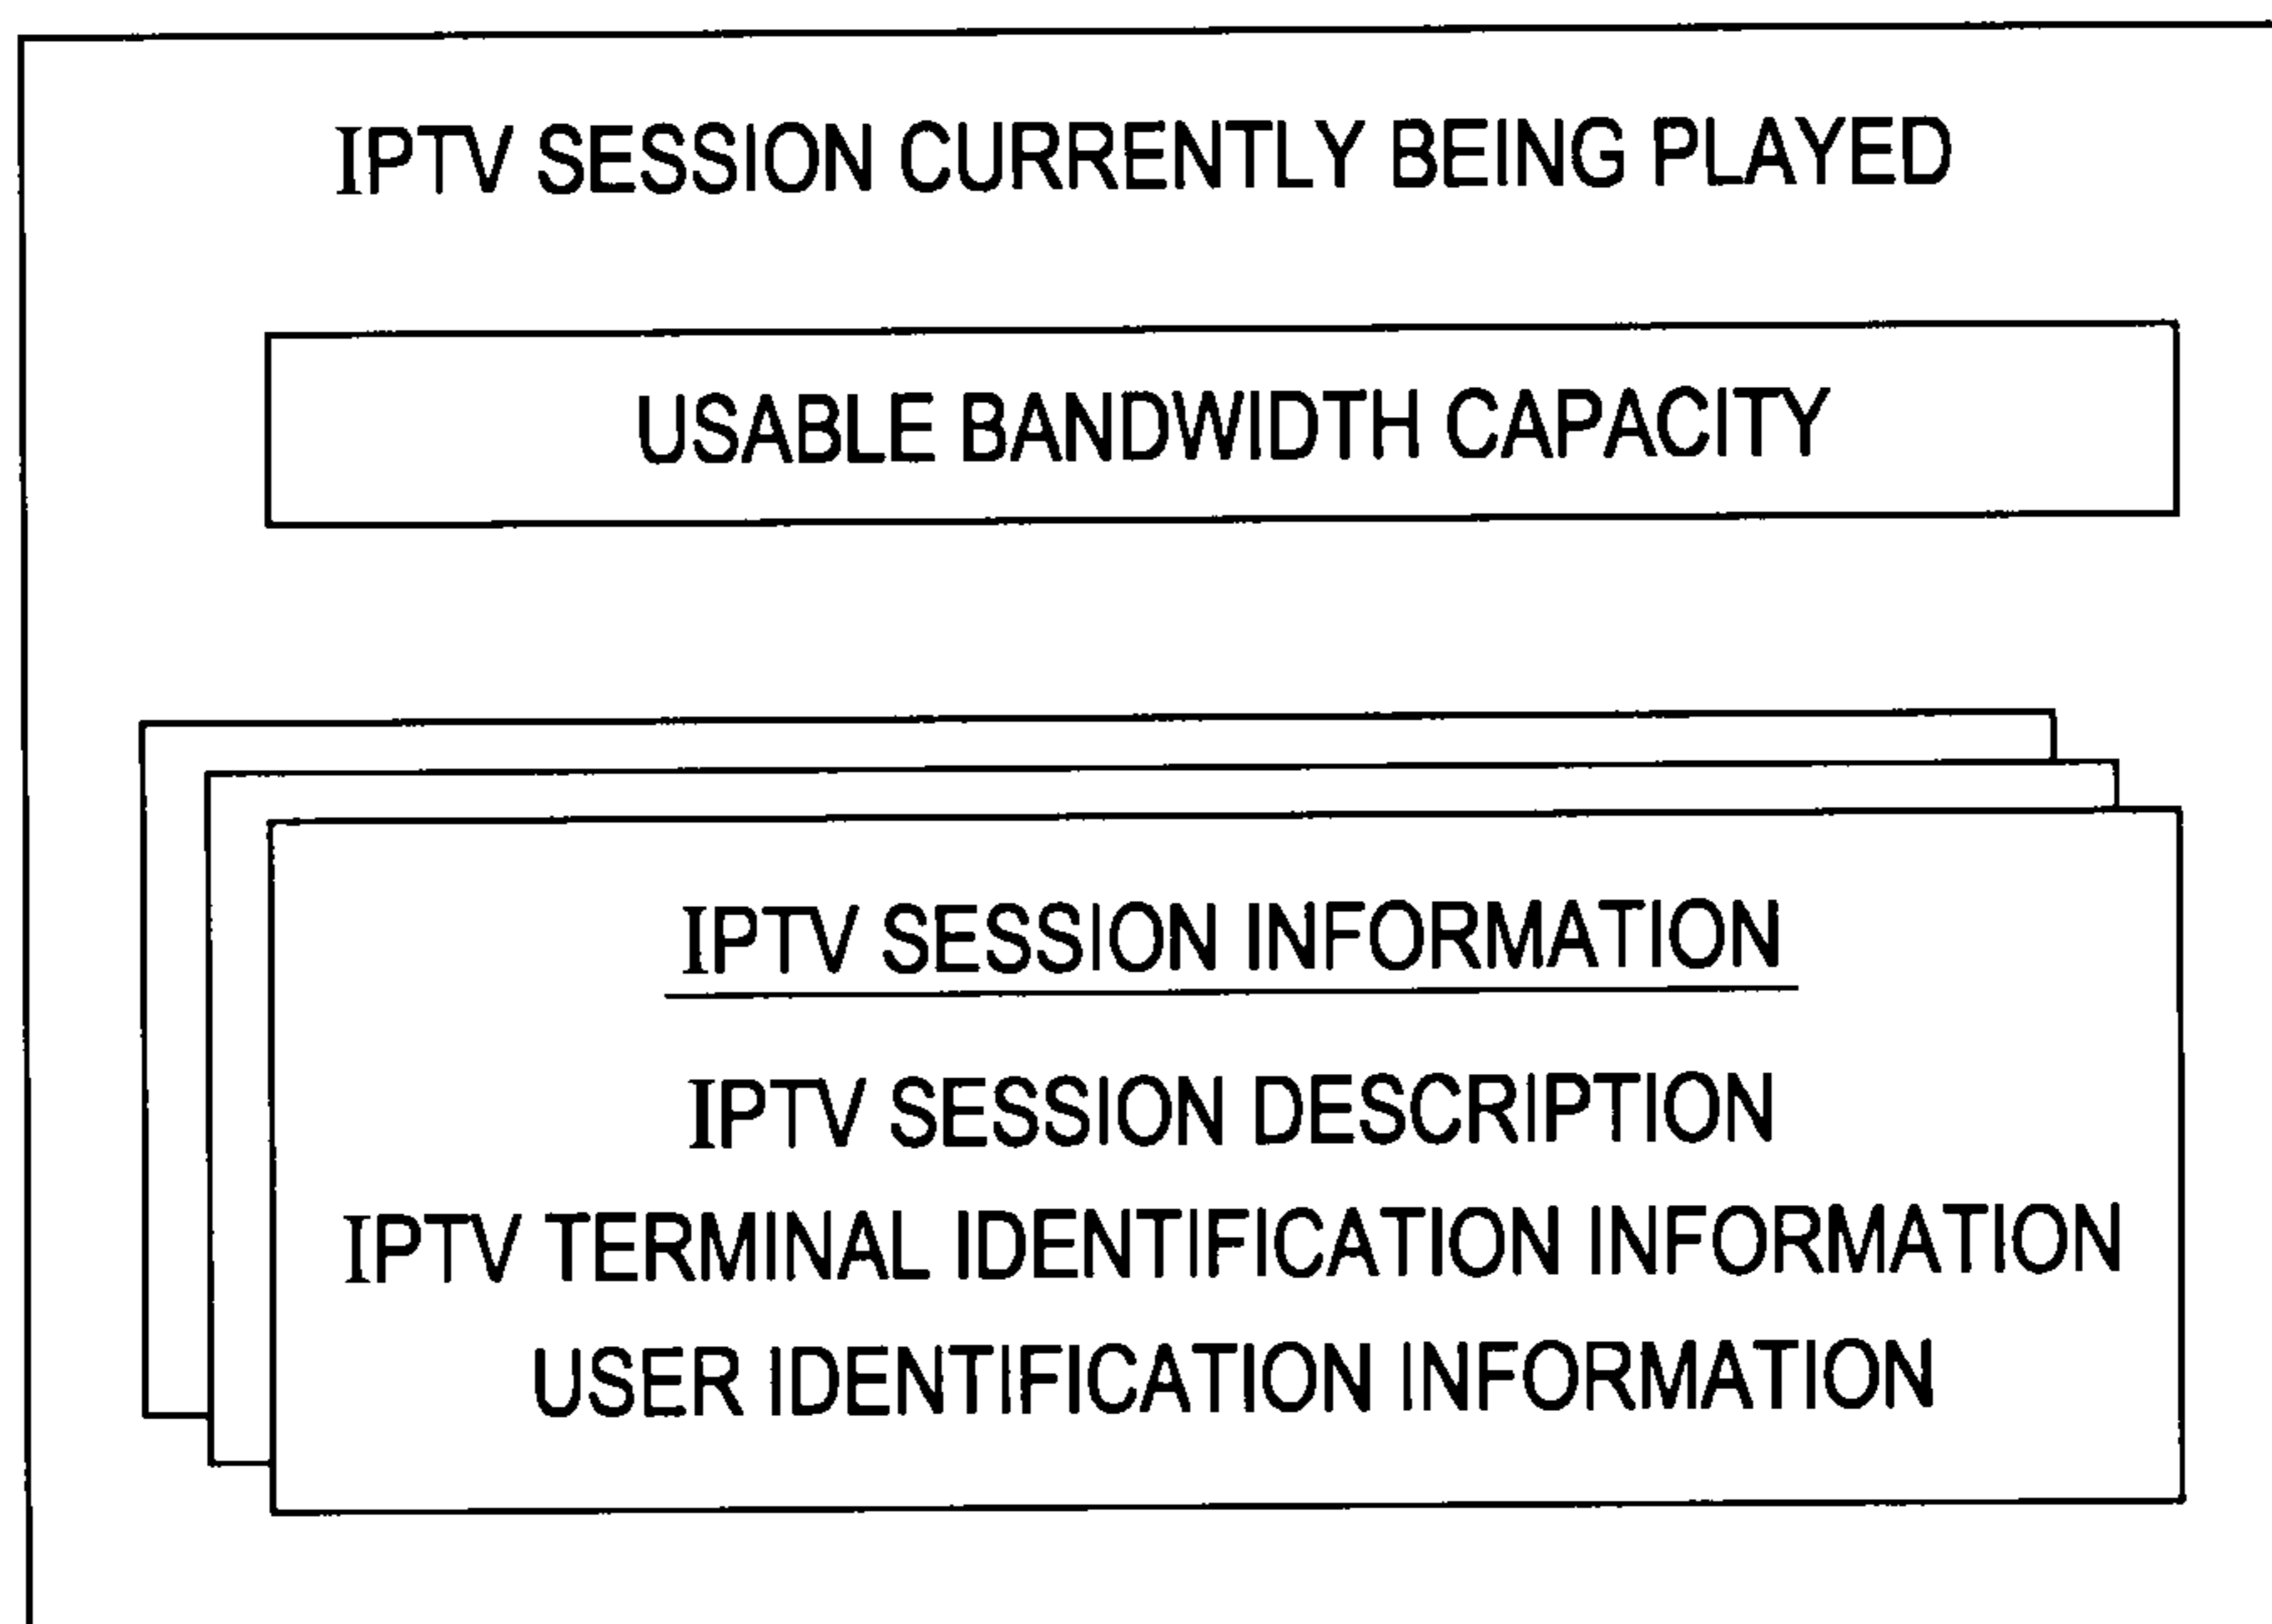 IPTV SESSION CURRENTLY BEING PLAYED
USABLE BANDWIDTH CAPACITY
IPTV SESSION INFORMATION
IPTV SESSION DESCRIPTION
IPTV TERMINAL IDENTIFICATION INFORMATION
USER IDENTIFICATION INFORMATION